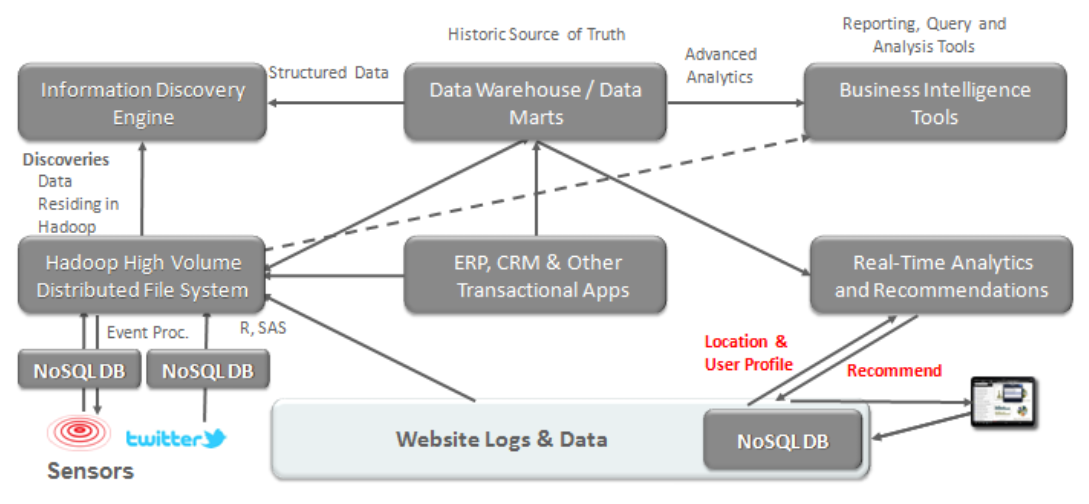 Historic Source of Truth
Reporting, Query and
Analysis Tools
Information Discovery
Engine
Structured Data
Data Warehouse / Data
Marts
Advanced
Analytics
Business Intelligence
Tools
Discoveries
Data
Residing in
Hadoop
Hadoop High Volume
Distributed File System
ERP, CRM & Other
Transactional Apps
Real-Time Analytics
and Recommendations
Event Proc.
R, SAS
Location &
User Profile
Recommend
NoSQL DB
NoSQL DB
twitter
Sensors
Website Logs & Data
NoSQL DB